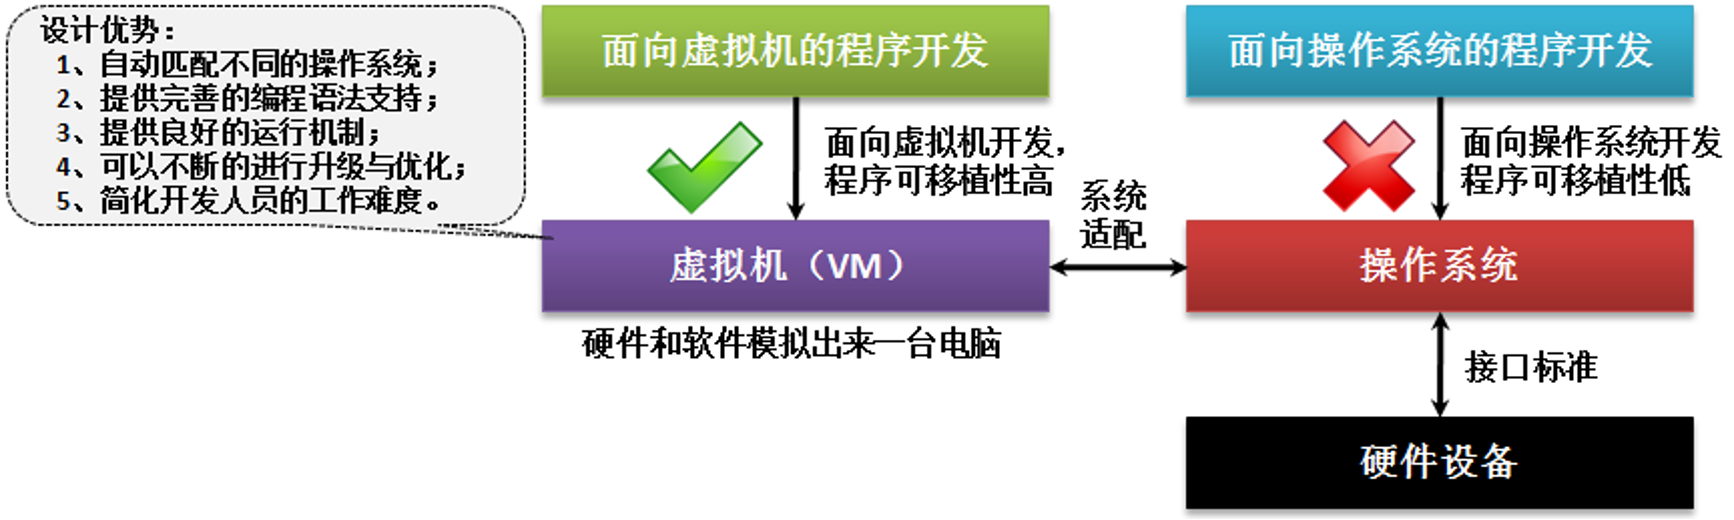 设计优势：
1、自动匹配不同的操作系统；
2、提供完善的编程语法支持；
3、提供良好的运行机制；
4、可以不断的进行升级与优化；
5、简化开发人员的工作难度。
面向虚拟机的程序开发
面向操作系统的程序开发
面向虚拟机开发，
程序可移植性高
面向操作系统开发
程序可移植性低
系统
适配
虚拟机（VM）
操作系统
硬件和软件模拟出来一台电脑
接口标准
硬件设备